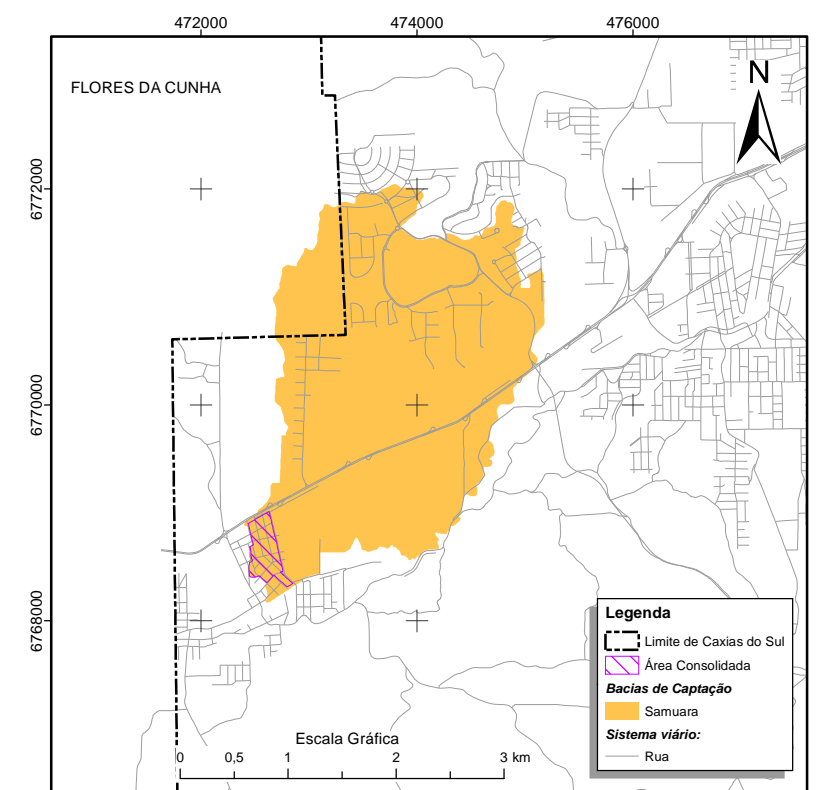 472000 474000 476000
FLORES DA CUNHA
N
6772000
6770000
6768000
Legenda
Limite de Caxias do Sul
Área Consolidada
Bacias de Captação
Samuara
Sistema viário:
Rua
Escala Gráfica
0 0,5 1 2 3 km